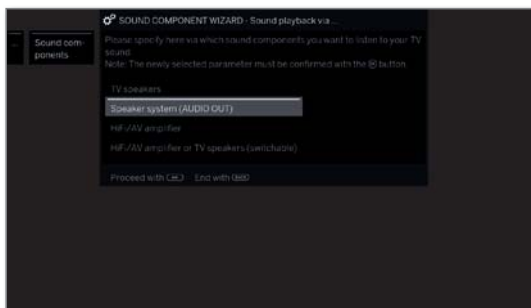 SOUND COMPONENT WIZARD - Sound playback via ...
... Sound com-
ponents
Please specify here via which sound components you want to listen to your TV
sound.
Note: The newly selected parameter must be confirmed with the OK button.
TV speakers
Speaker system (AUDIO OUT)
HiFi/AV amplifier
HiFi/AV amplifier or TV speakers (switchable)
Proceed with End with